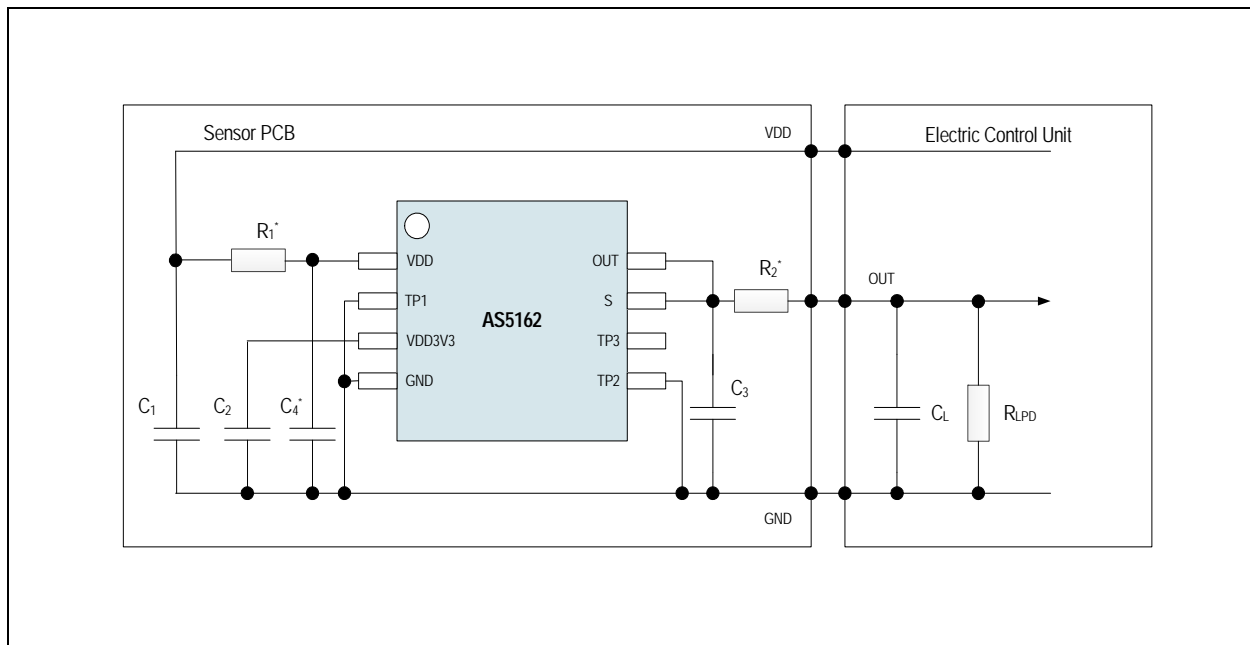 Sensor PCB
VDD
Electric Control Unit
R1*
VDD
OUT
R2*
OUT
TP1
S
AS5162
VDD3V3
TP3
GND
TP2
C1
C2
C4*
C3
CL
RLPD
GND